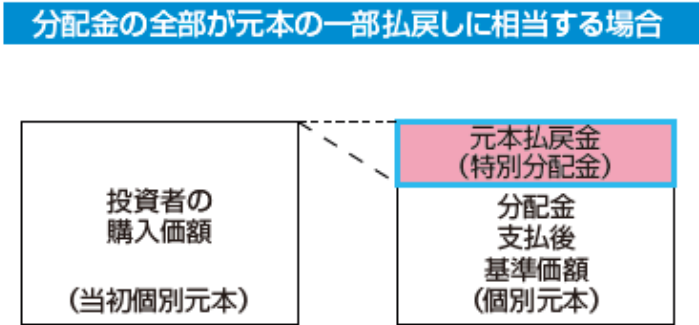 分配金の全部が元本の一部払戻しに相当する場合
投資者の
購入価額
(当初個別元本)
元本払戻金
(特別分配金)
分配金
支払後
基準価額
(個別元本)